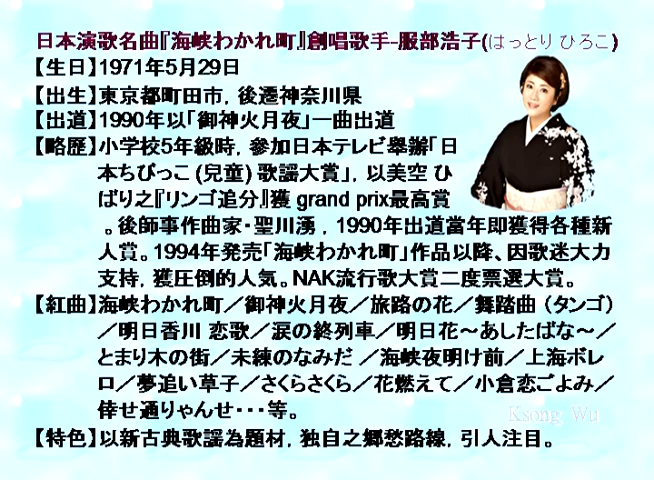 日本演歌名曲『海峡わかれ町』創唱歌手-服部浩子(はっとり ひろこ)
【生日】1971年5月29日
【出生】東京都町田市，後遷神奈川県
【出道】1990年以「御神火月夜」一曲出道
【略歴】小学校5年級時，參加日本テレビ舉辦「日
本ちびっこ (兒童) 歌謡大賞」，以美空 ひ
ばり之『リンゴ追分』獲 grand prix最高賞
。後師事作曲家・聖川湧，1990年出道當年即獲得各種新
人賞。1994年発売「海峡わかれ町」作品以降、因歌迷大力
支持，獲圧倒的人気。NAK流行歌大賞二度票選大賞。
【紅曲】海峡わかれ町／御神火月夜／旅路の花／舞踏曲（タンゴ）
／明日香川 恋歌／涙の終列車／明日花～あしたばな～／
とまり木の街／未練のなみだ ／海峡夜明け前／上海ボレ
ロ／夢追い草子／さくらさくら／花燃えて／小倉恋ごよみ／
倖せ通りゃんせ・・・等。
【特色】以新古典歌謡為題材，独自之郷愁路線，引人注目。
Ksong Wu